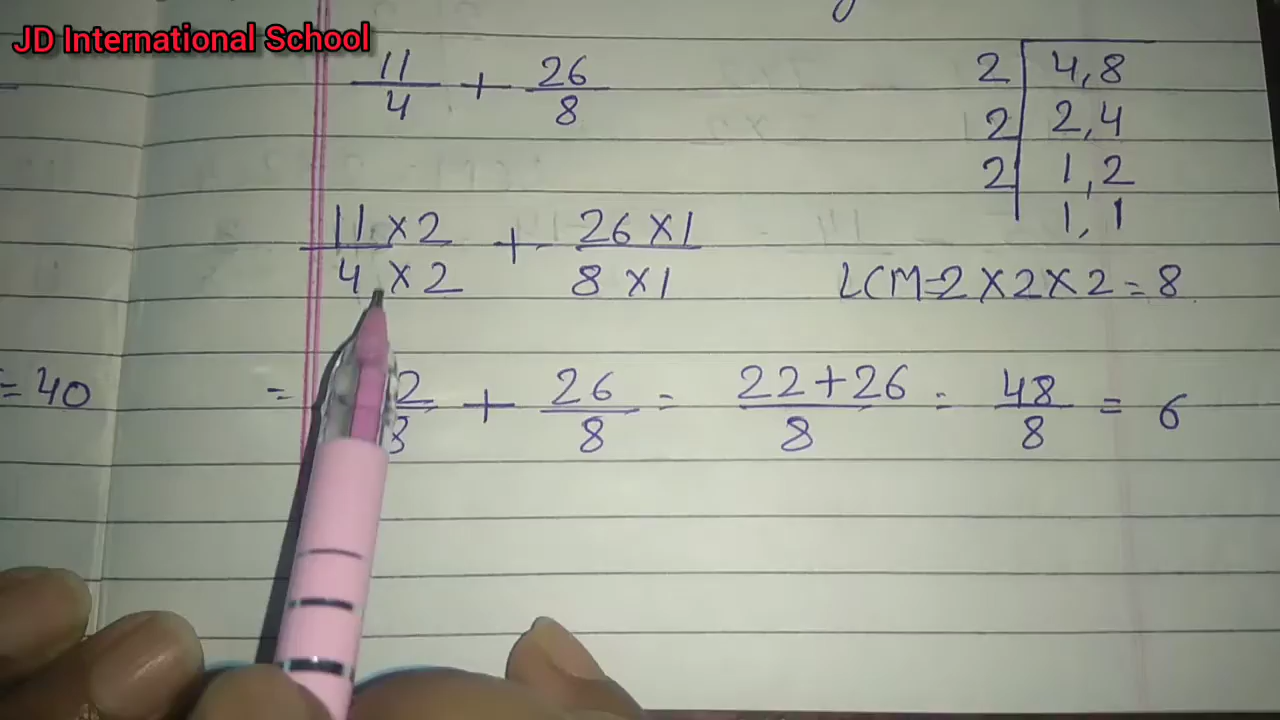 JD International School
11/4 + 26/8
2 | 4,8
2 | 2,4
2 | 1,2
1,1
11×2/4×2 + 26×1/8×1
LCM=2×2×2=8
=40
= 2/8 + 26/8 = 22+26/8 = 48/8 = 6